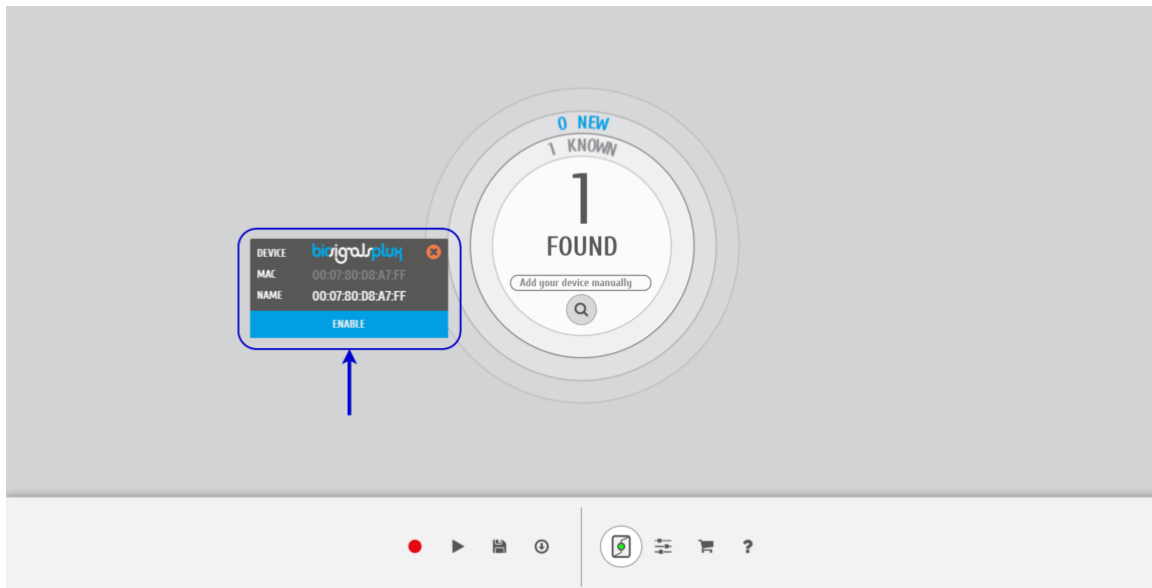 0 NEW
1 KNOWN
1
FOUND
Add your device manually
DEVICE biosignalsplux
MAC 00:07:80:D8:A7:FF
NAME 00:07:80:D8:A7:FF
ENABLE
?